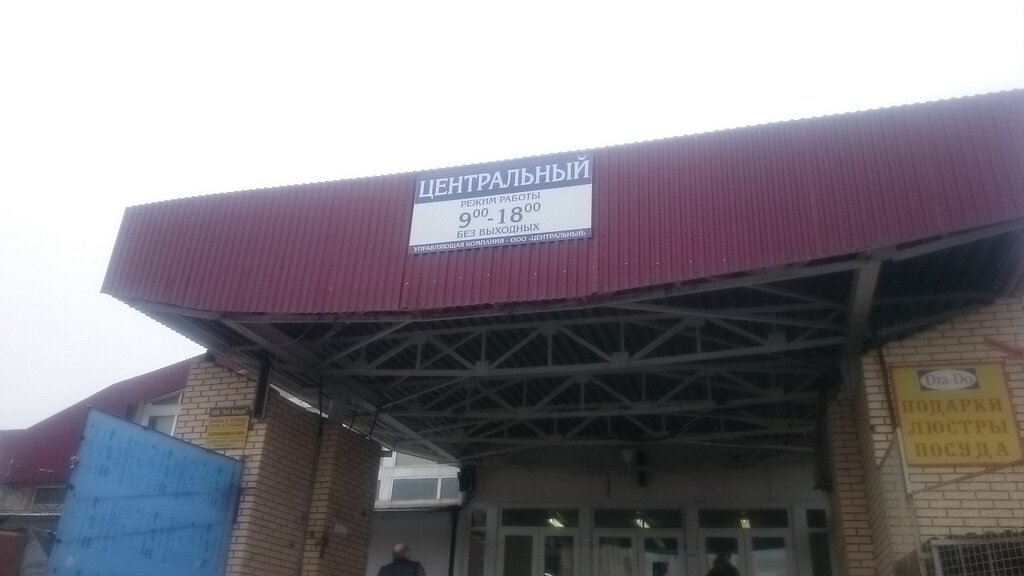 ЦЕНТРАЛЬНЫЙ
РЕЖИМ РАБОТЫ
9⁰⁰-18⁰⁰
БЕЗ ВЫХОДНЫХ
УПРАВЛЯЮЩАЯ КОМПАНИЯ - ООО «ЦЕНТРАЛЬНЫЙ»
Dia-Do
ПОДАРКИ
ЛЮСТРЫ
ПОСУДА